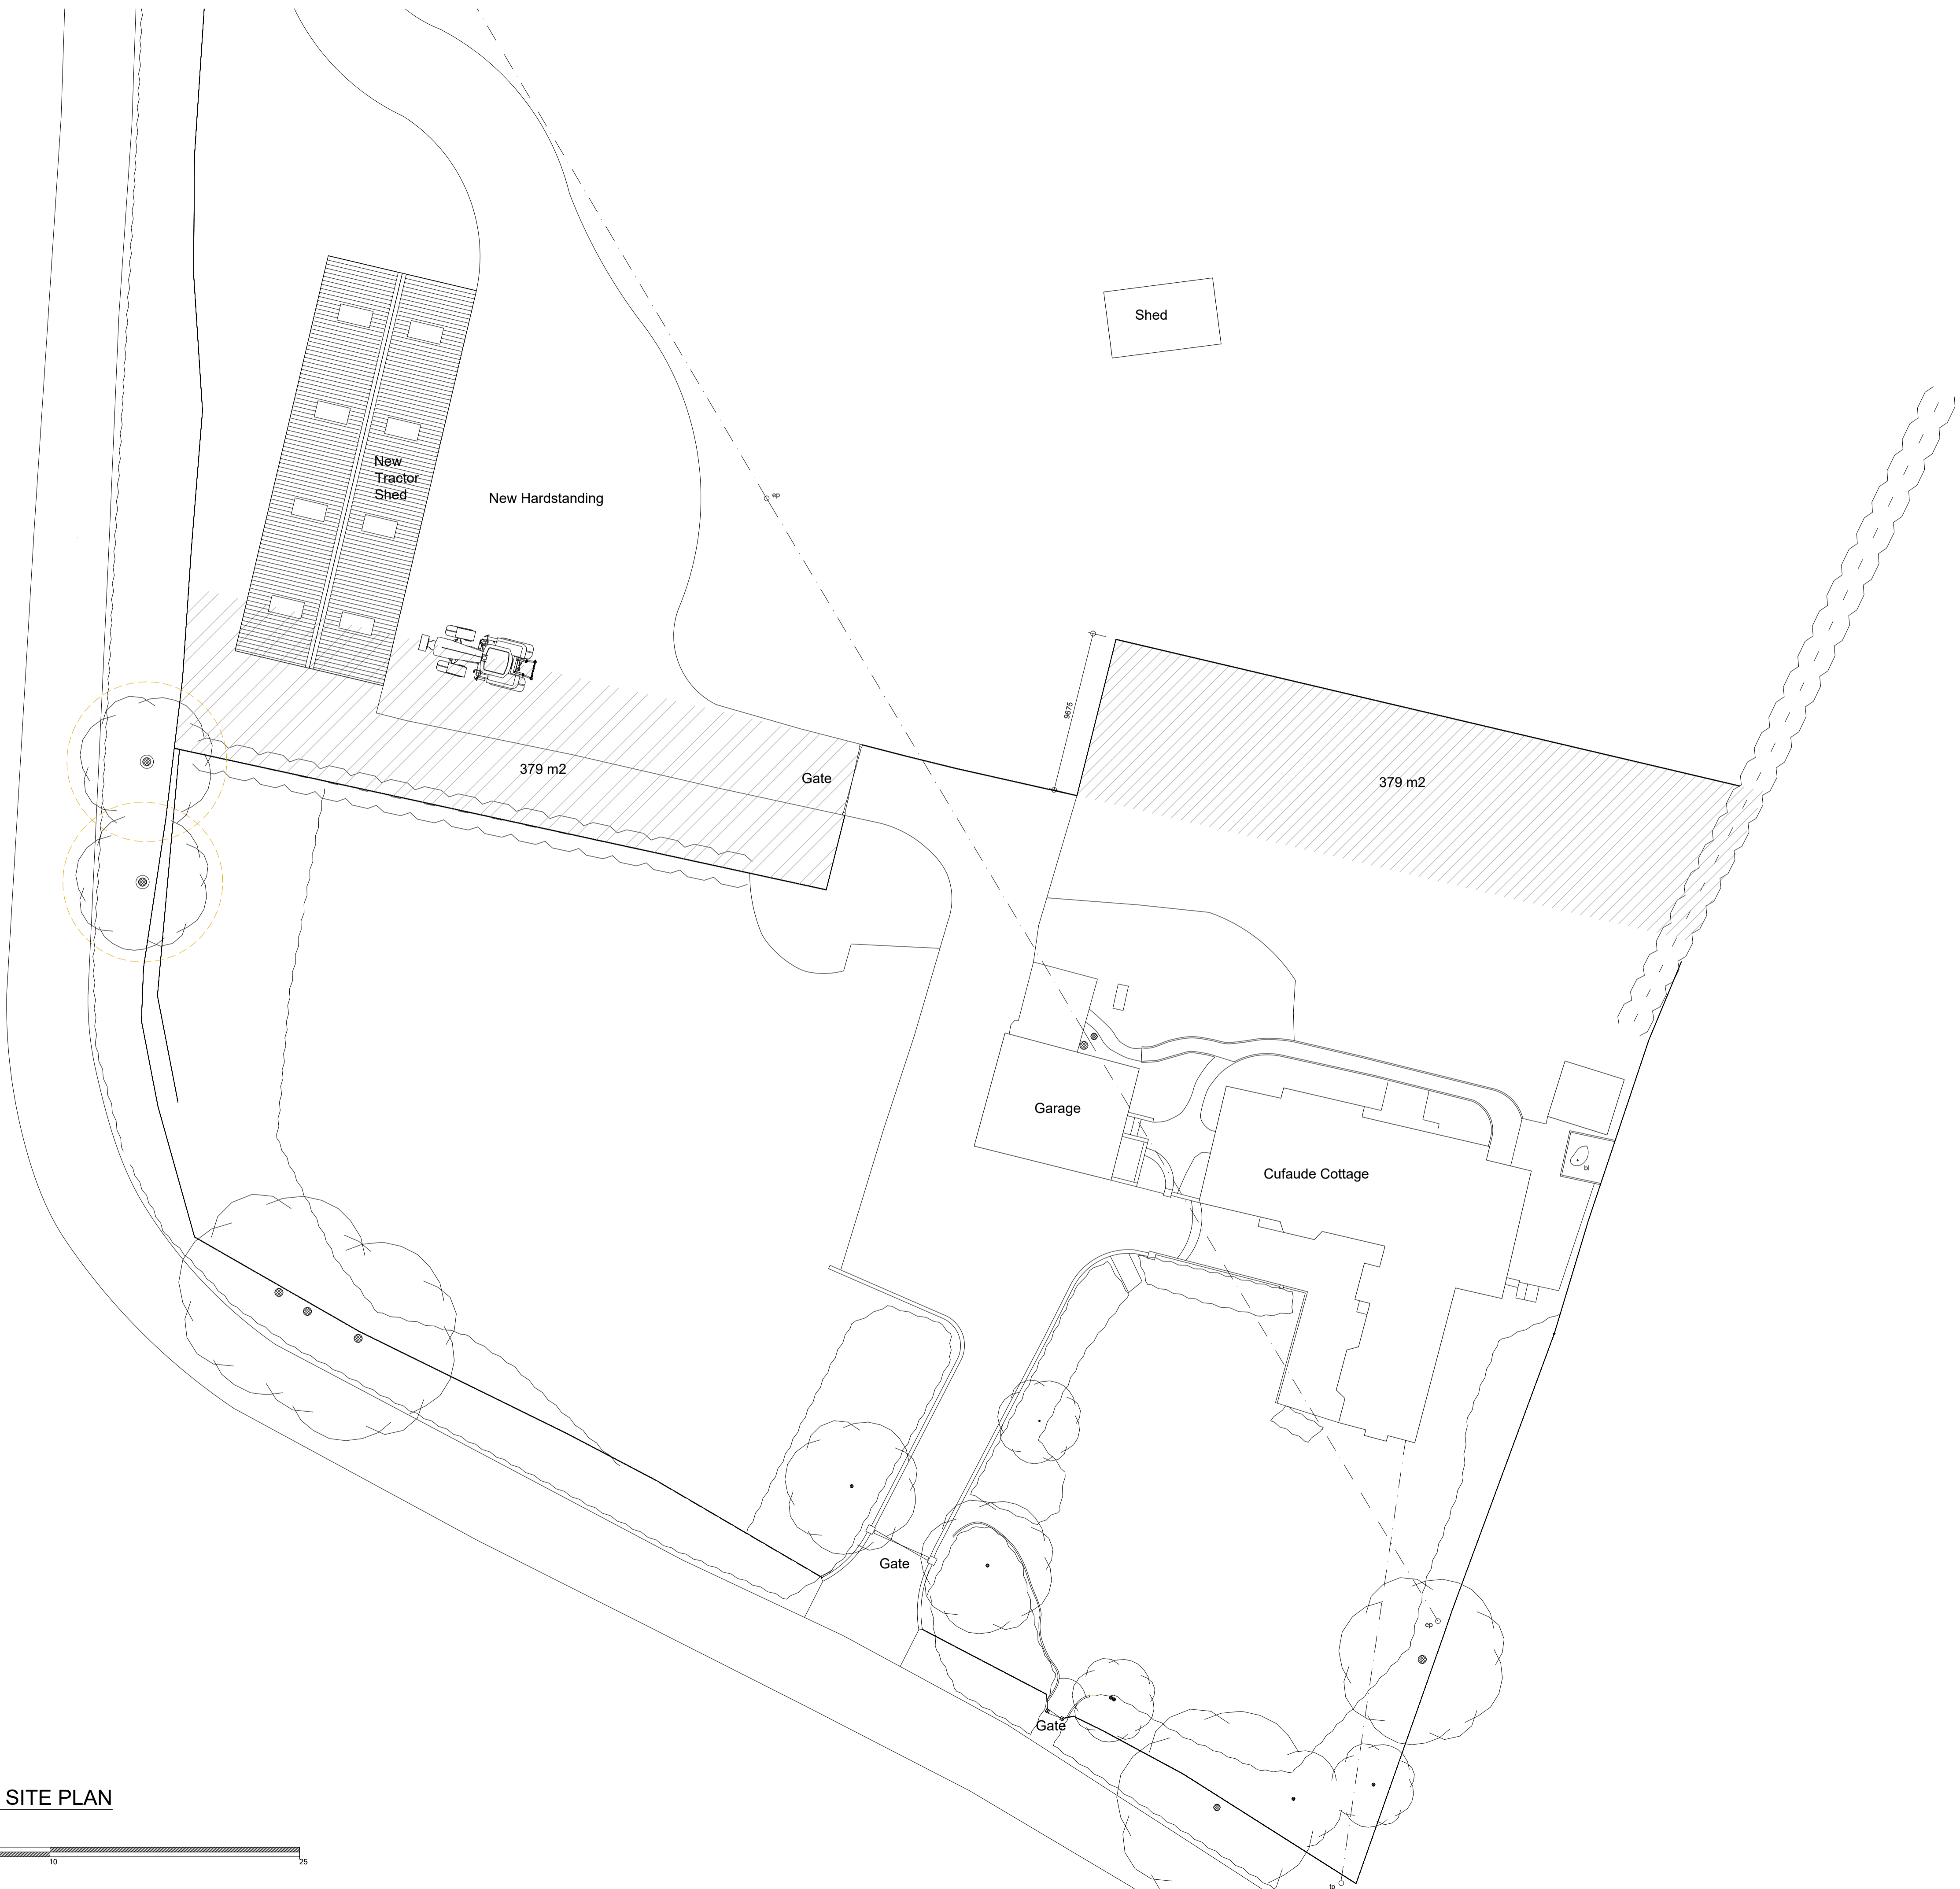 Shed
New
Tractor
Shed
New Hardstanding
ep
9675
379 m2
Gate
379 m2
Garage
Cufaude Cottage
bl
Gate
ep
Gate
SITE PLAN
10
25
tp